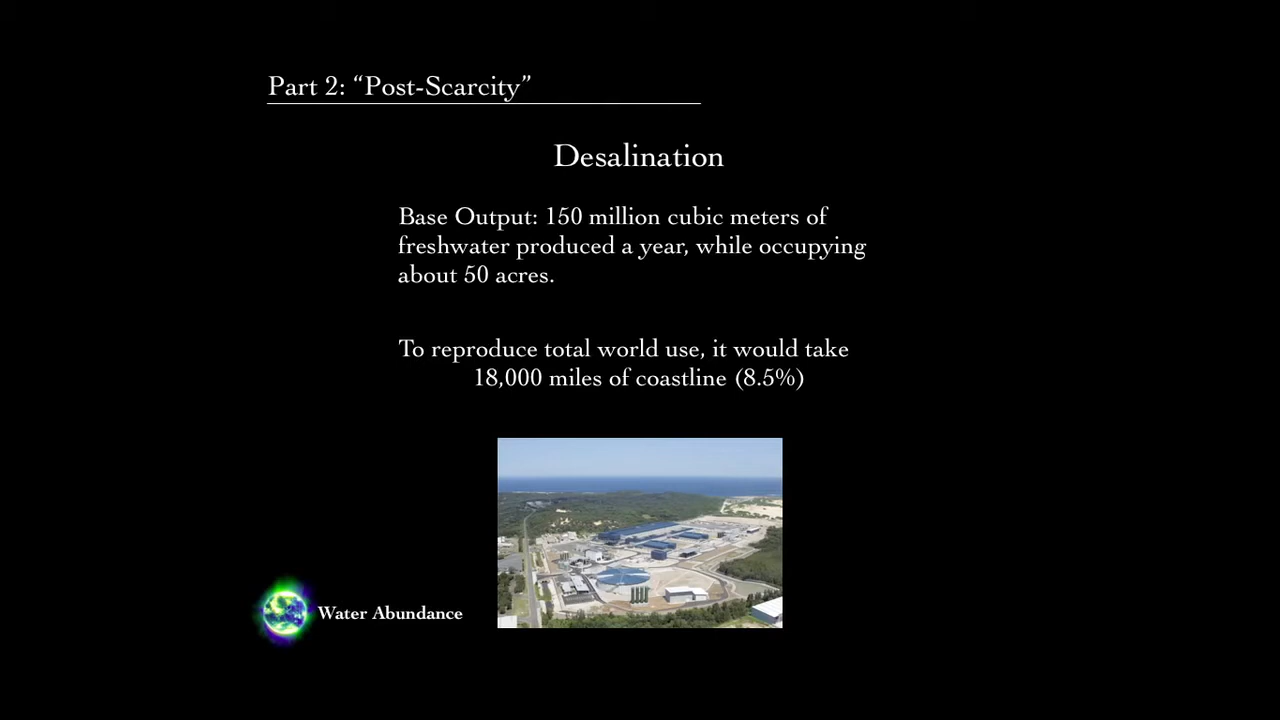 Part 2: “Post-Scarcity”
Desalination
Base Output: 150 million cubic meters of
freshwater produced a year, while occupying
about 50 acres.
To reproduce total world use, it would take
18,000 miles of coastline (8.5%)
Water Abundance